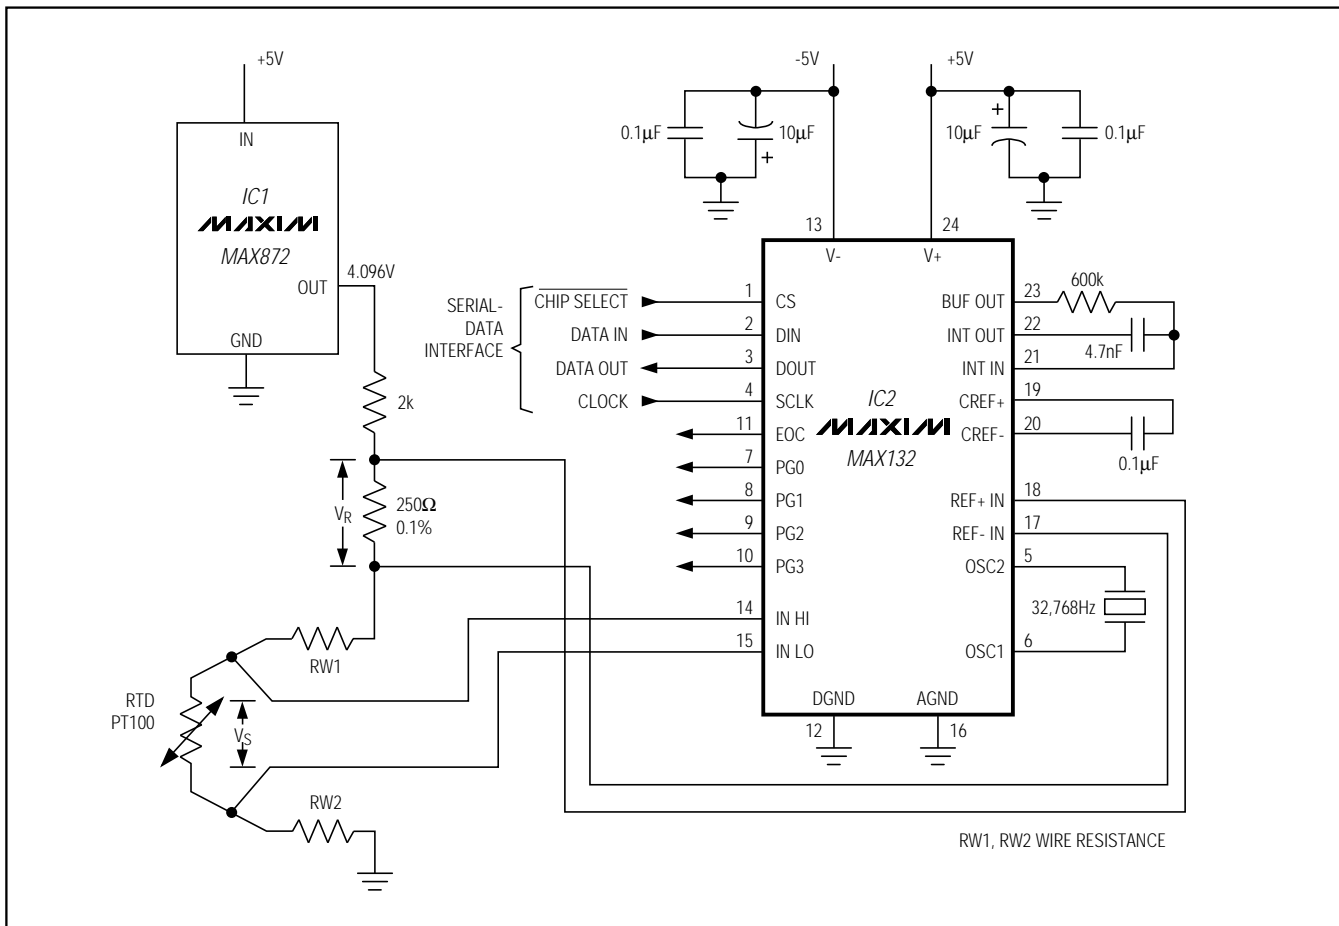 +5V
IN
IC1
MAXIM
MAX872
4.096V
OUT
GND
2k
VR
250Ω
0.1%
RW1
RTD
PT100
VS
RW2
-5V
+5V
0.1µF
10µF
+
+
10µF
0.1µF
13
24
V-
V+
SERIAL-
DATA
INTERFACE
CHIP SELECT
1
CS
DATA IN
2
DIN
DATA OUT
3
DOUT
CLOCK
4
SCLK
11
EOC
7
PG0
8
PG1
9
PG2
10
PG3
14
IN HI
15
IN LO
IC2
MAXIM
MAX132
BUF OUT
23
600k
INT OUT
22
4.7nF
INT IN
21
CREF+
19
CREF-
20
0.1µF
REF+ IN
18
REF- IN
17
OSC2
5
32,768Hz
OSC1
6
DGND
AGND
12
16
RW1, RW2 WIRE RESISTANCE